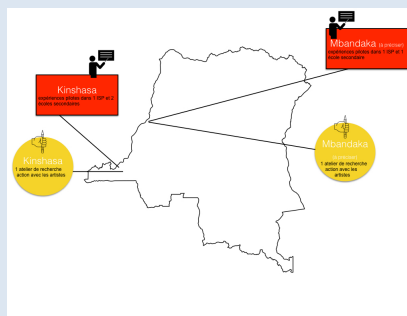 Mbandaka (à préciser)
expériences pilotes dans 1 ISP et 1
école secondaire
Kinshasa
expériences pilotes dans 1 ISP et 2
écoles secondaires
Kinshasa
1 atelier de recherche
action avec les
artistes
Mbandaka
(à préciser)
1 atelier de
recherche
action avec les
artistes